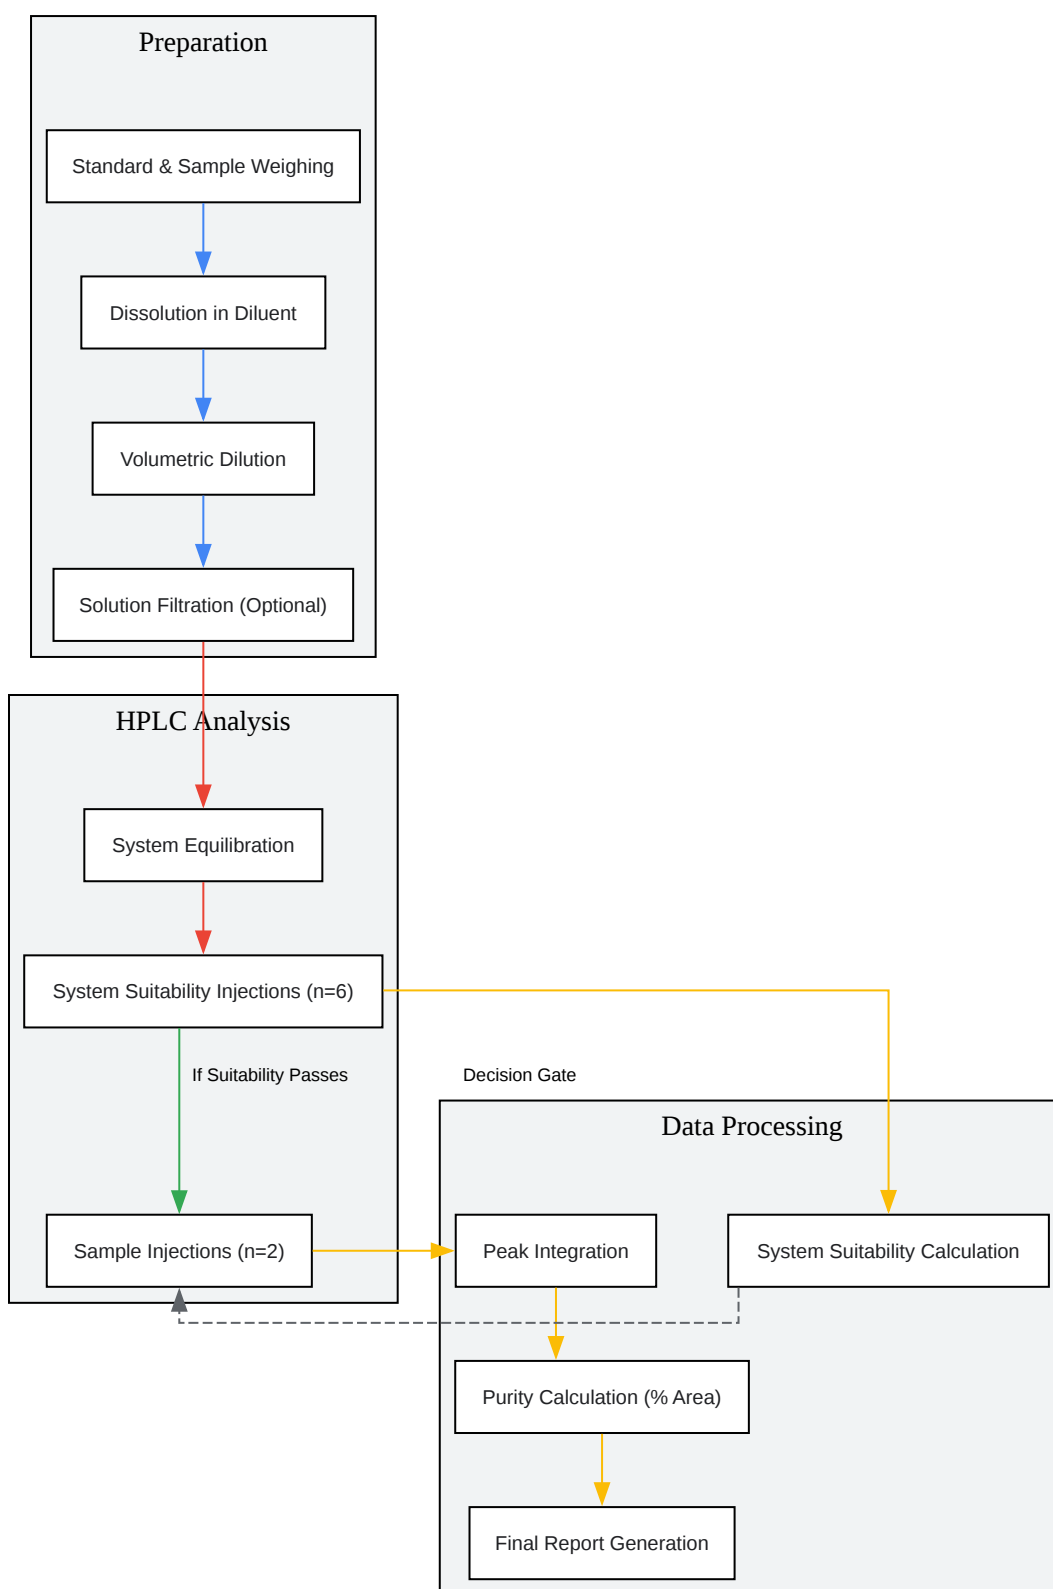 Preparation
Standard & Sample Weighing
Dissolution in Diluent
Volumetric Dilution
Solution Filtration (Optional)
HPLC Analysis
System Equilibration
System Suitability Injections (n=6)
If Suitability Passes
Decision Gate
Data Processing
Sample Injections (n=2)
Peak Integration
System Suitability Calculation
Purity Calculation (% Area)
Final Report Generation